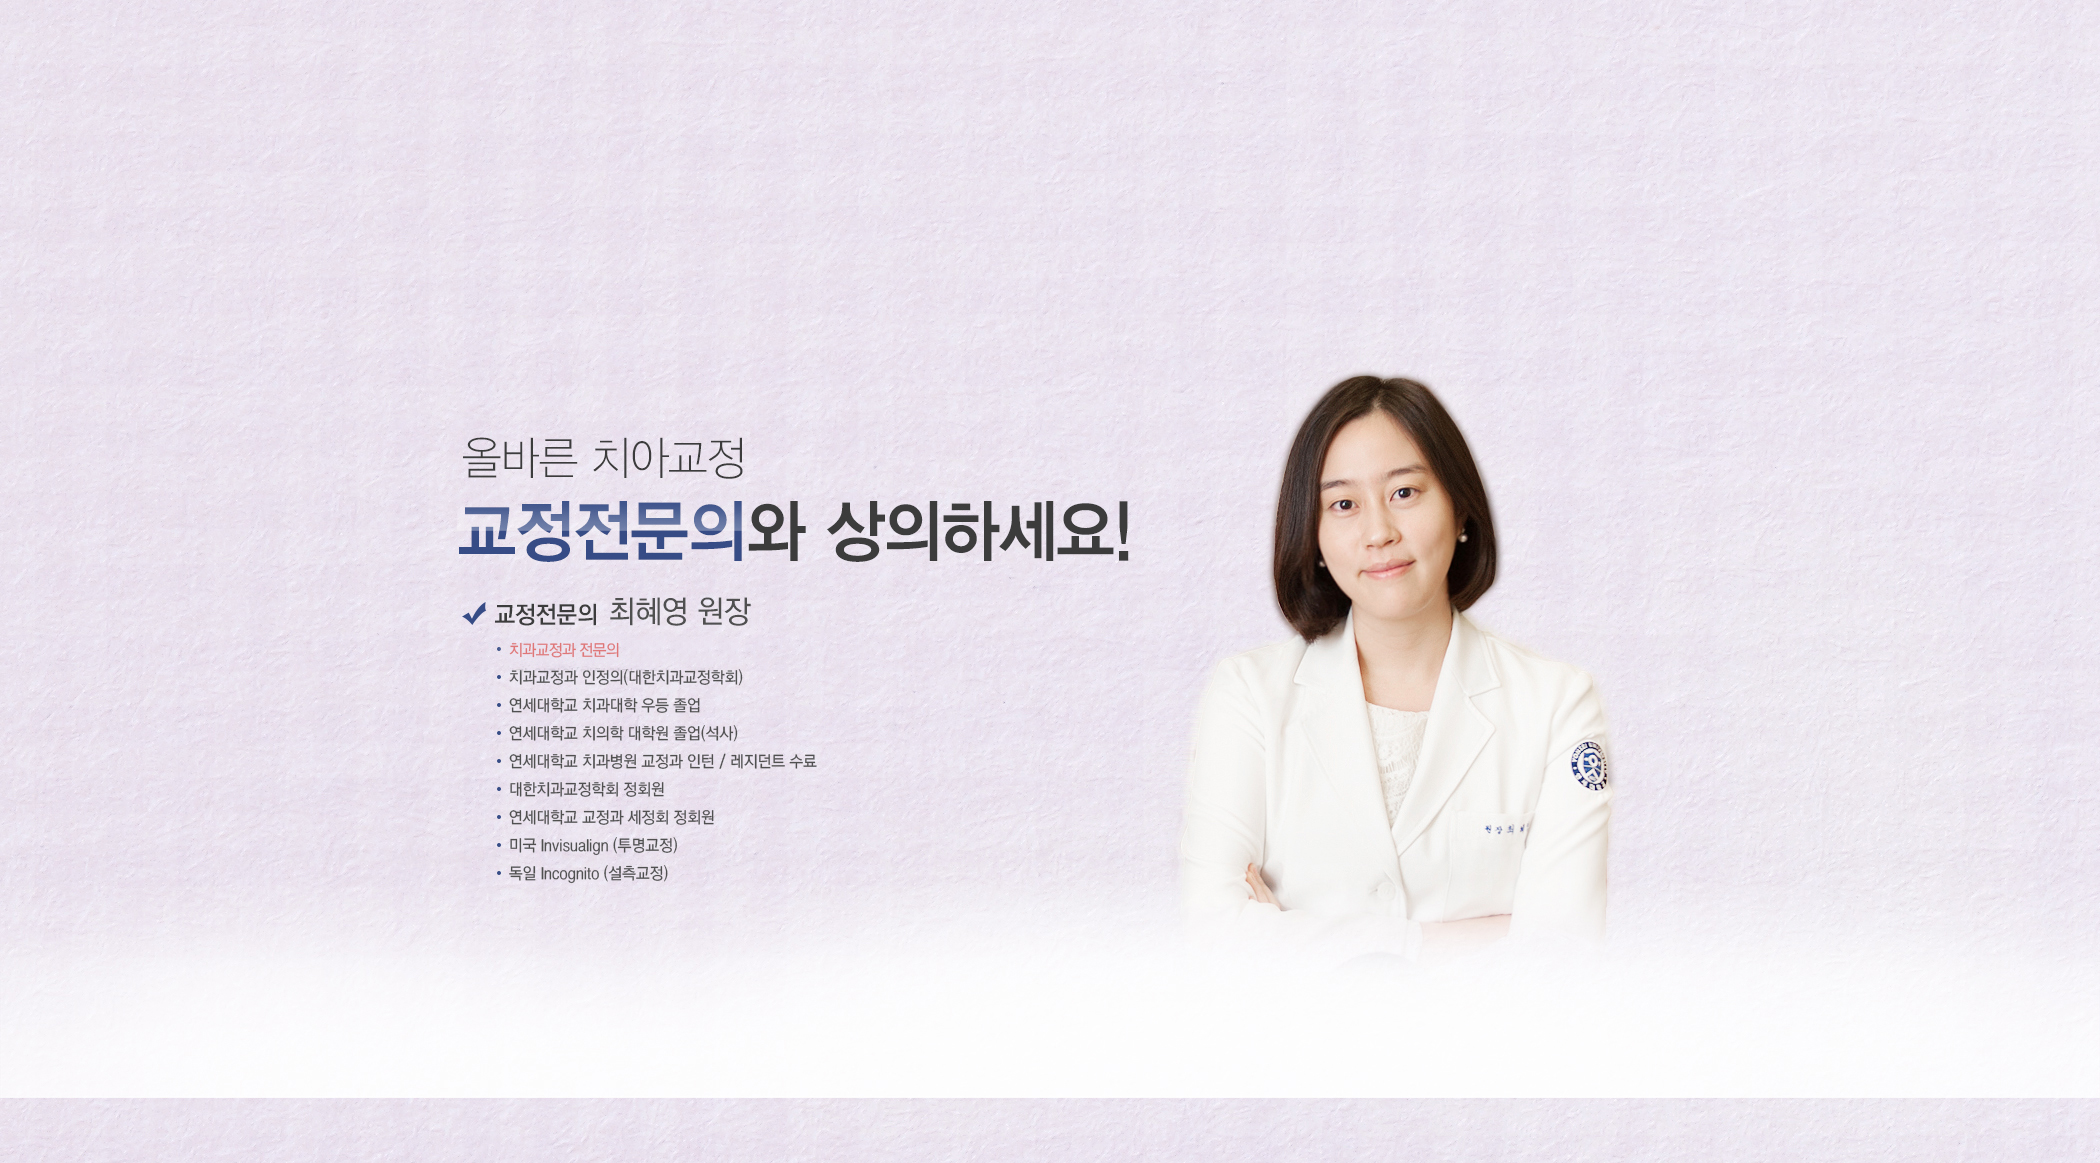 올바른 치아교정
교정전문의와 상의하세요!
교정전문의 최혜영 원장
• 치과교정과 전문의
• 치과교정과 인정의(대한치과교정학회)
• 연세대학교 치과대학 우등 졸업
• 연세대학교 치의학 대학원 졸업(석사)
• 연세대학교 치과병원 교정과 인턴 / 레지던트 수료
• 대한치과교정학회 정회원
• 연세대학교 교정과 세정회 정회원
• 미국 Invisualign (투명교정)
• 독일 Incognito (설측교정)
원장 최